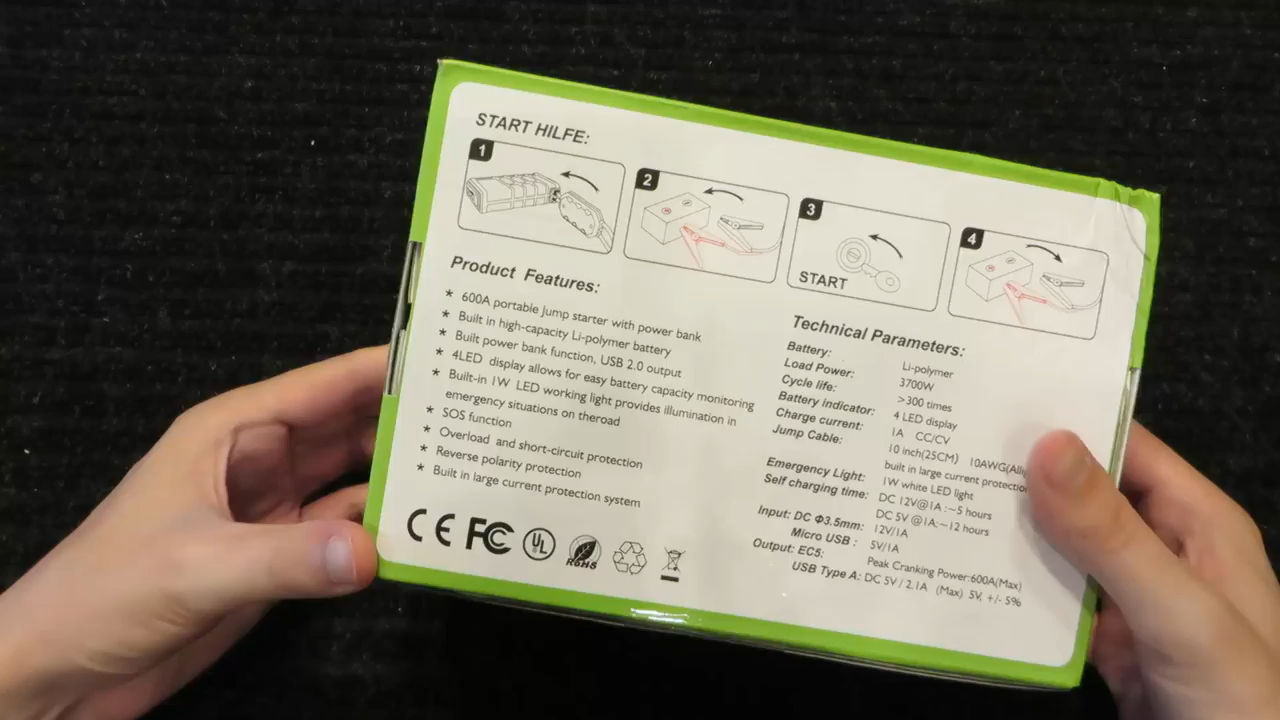 START HILFE:
1
2
3
START
4
Product Features:
* 600A portable Jump starter with power bank
* Built in high-capacity Li-polymer battery
* Built power bank function, USB 2.0 output
* 4LED display allows for easy battery capacity monitoring
* Built-in 1W LED working light provides illumination in
emergency situations on theroad
* SOS function
* Overload and short-circuit protection
* Reverse polarity protection
* Built in large current protection system
CE FC UL RoHS
Technical Parameters:
Battery: Li-polymer
Load Power: 3700W
Cycle life: >300 times
Battery indicator: 4 LED display
Charge current: 1A CC/CV
Jump Cable: 10 inch(25CM) 10AWG
built in large current protection
Emergency Light: 1W white LED light
Self charging time: DC 12V@1A :~5 hours
DC 5V @1A:~12 hours
Input: DC Φ3.5mm: 12V/1A
Micro USB : 5V/1A
Output: EC5: Peak Cranking Power:600A(Max)
USB Type A: DC 5V / 2.1A (Max) 5V, +/- 5%